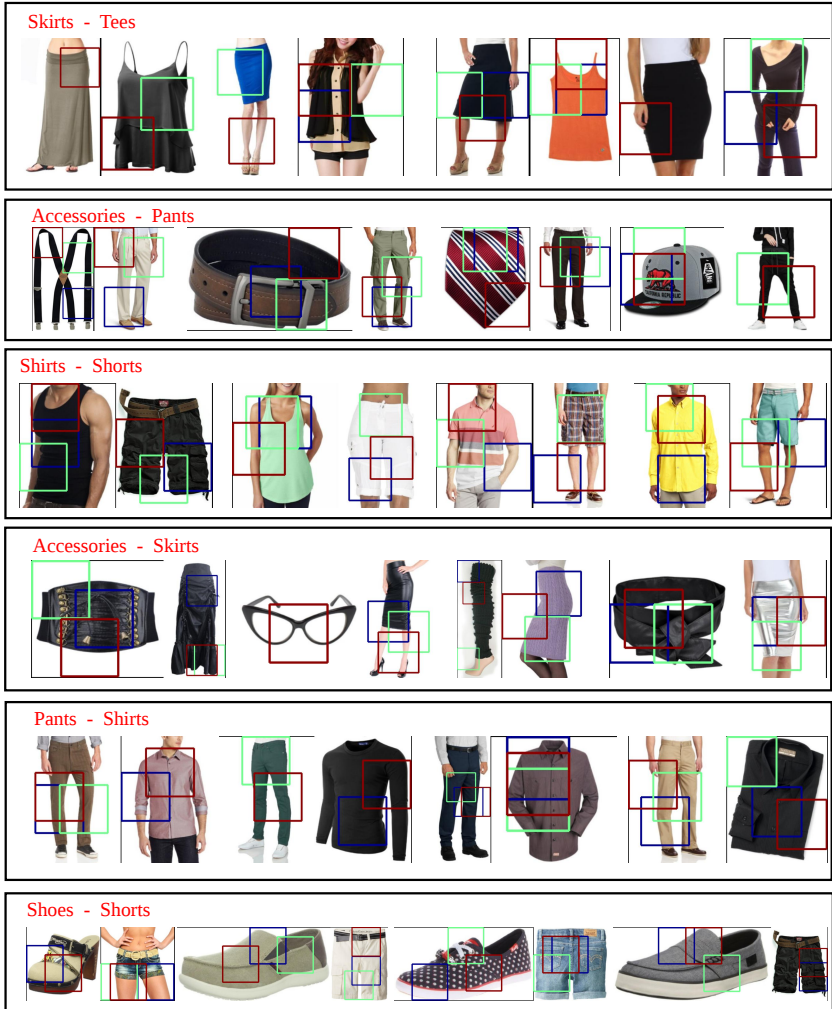 Skirts - Tees
Accessories - Pants
Shirts - Shorts
Accessories - Skirts
Pants - Shirts
Shoes - Shorts